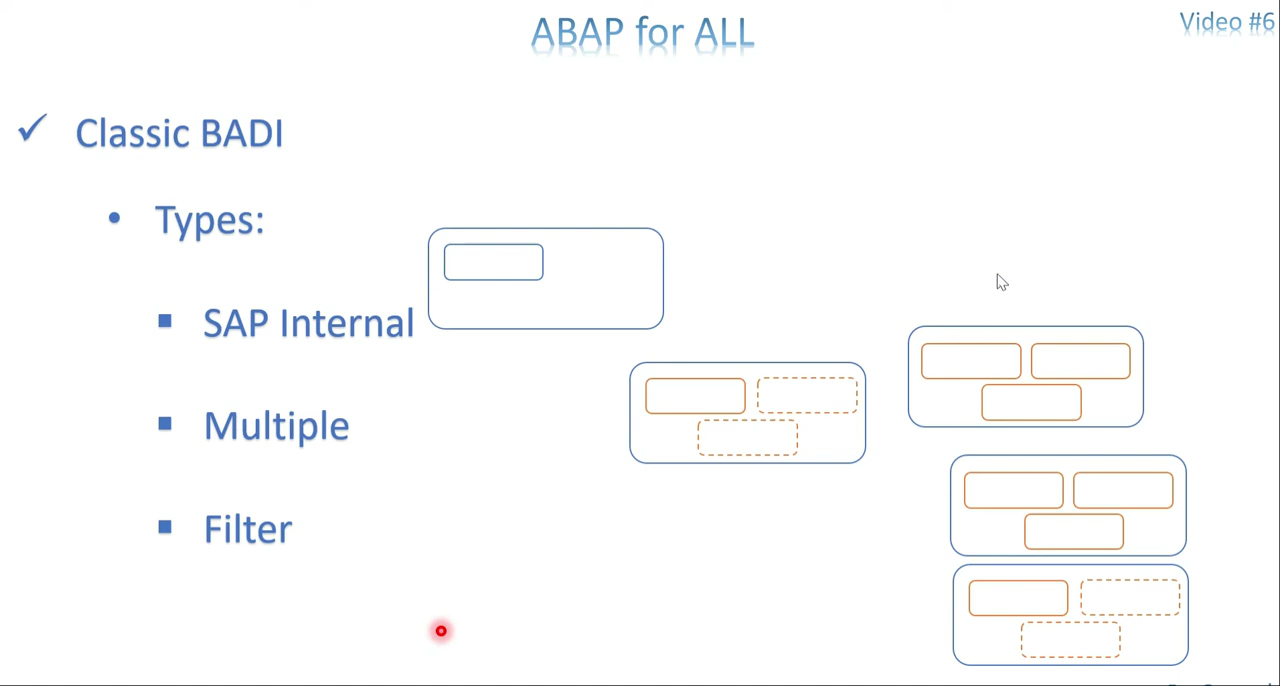 ABAP for ALL
Video #6
Classic BADI
Types:
SAP Internal
Multiple
Filter